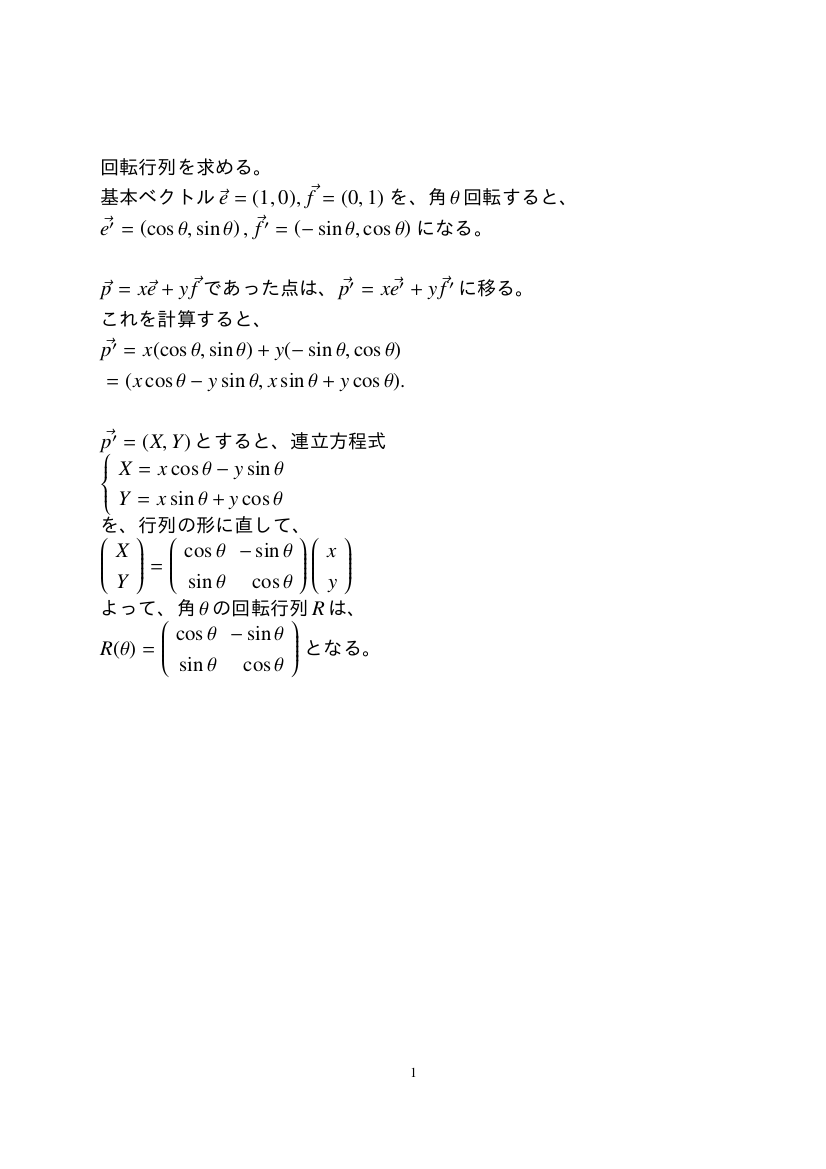 回転行列を求める。
基本ベクトル $\vec{e} = (1, 0), \vec{f} = (0, 1)$ を、角 $\theta$ 回転すると、
$\vec{e'} = (\cos\theta, \sin\theta), \vec{f'} = (-\sin\theta, \cos\theta)$ になる。
$\vec{p} = x\vec{e} + y\vec{f}$ であった点は、$\vec{p'} = x\vec{e'} + y\vec{f'}$ に移る。
これを計算すると、
$\vec{p'} = x(\cos\theta, \sin\theta) + y(-\sin\theta, \cos\theta)$
$= (x\cos\theta - y\sin\theta, x\sin\theta + y\cos\theta).$
$\vec{p'} = (X, Y)$ とすると、連立方程式
$\begin{cases} X = x\cos\theta - y\sin\theta \\ Y = x\sin\theta + y\cos\theta \end{cases}$
を、行列の形に直して、
$\begin{pmatrix} X \\ Y \end{pmatrix} = \begin{pmatrix} \cos\theta & -\sin\theta \\ \sin\theta & \cos\theta \end{pmatrix} \begin{pmatrix} x \\ y \end{pmatrix}$
よって、角 $\theta$ の回転行列 $R$ は、
$R(\theta) = \begin{pmatrix} \cos\theta & -\sin\theta \\ \sin\theta & \cos\theta \end{pmatrix}$ となる。
1